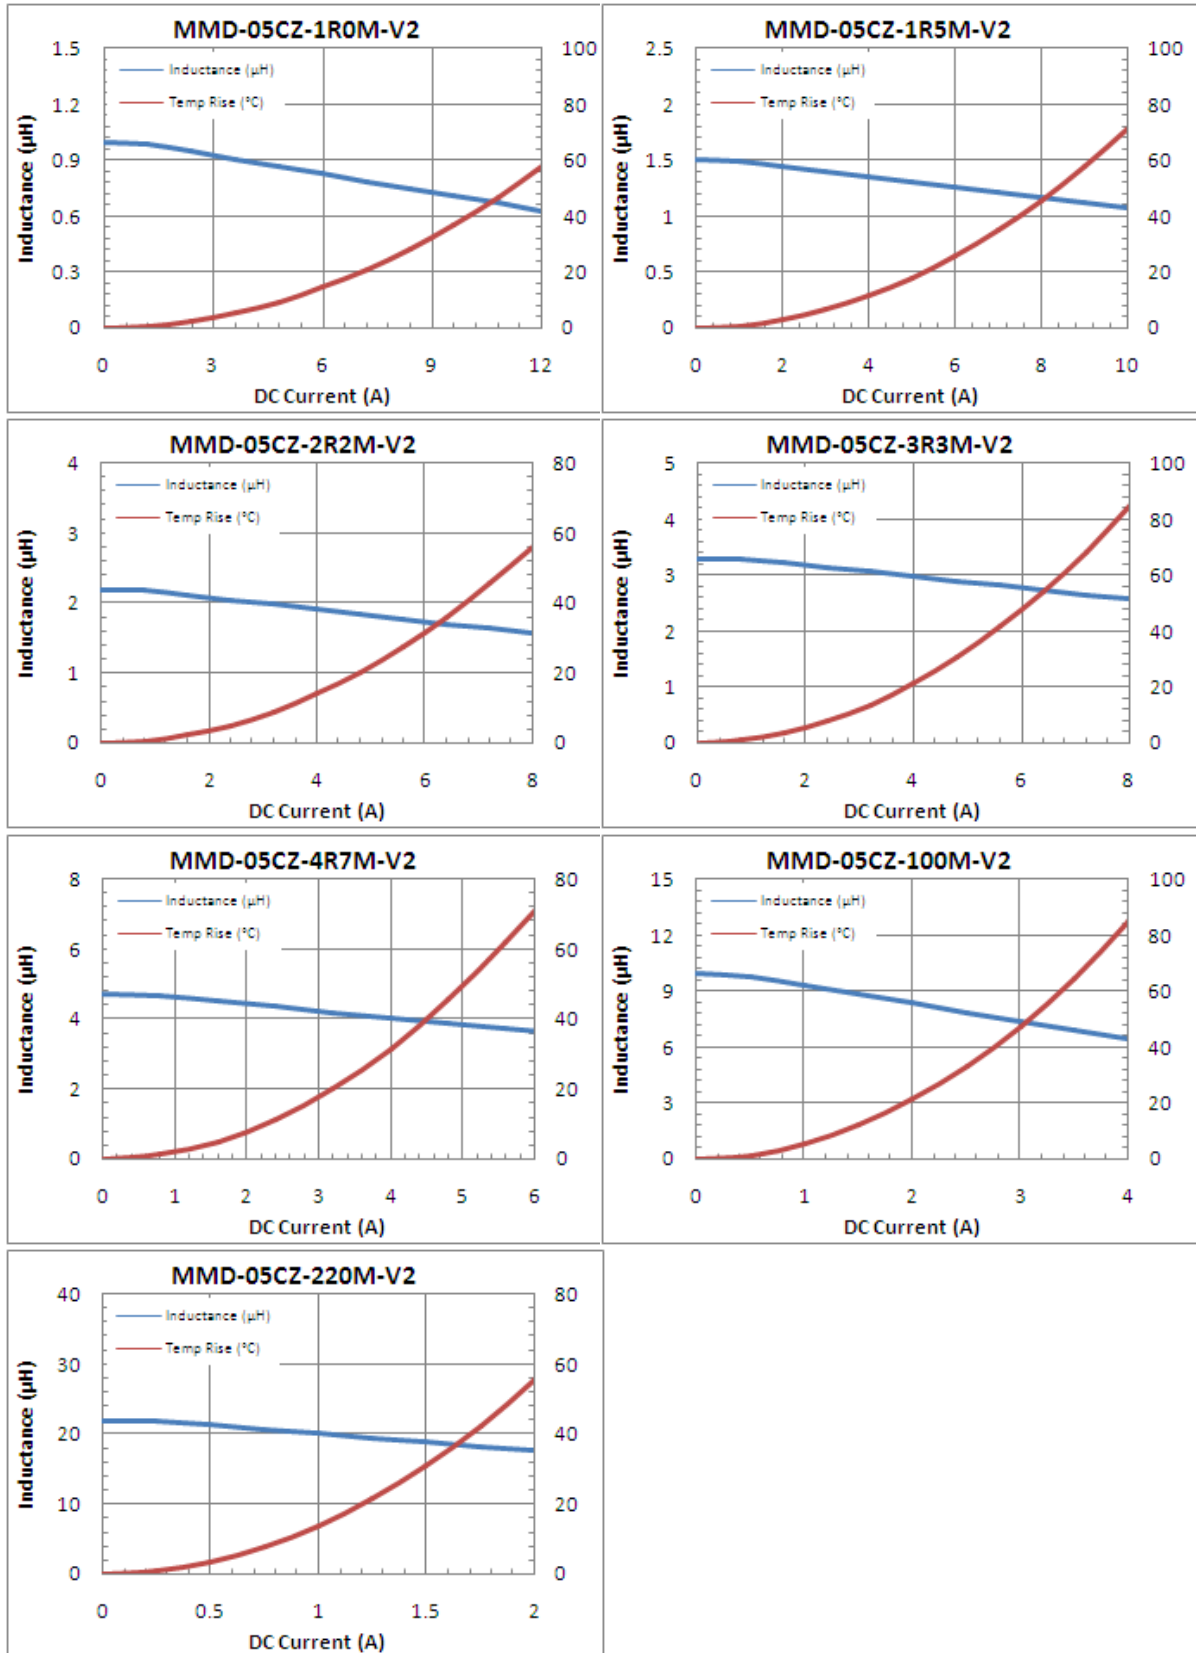 MMD-05CZ-1R0M-V2
Inductance (µH)
1.5
1.2
0.9
0.6
0.3
0
Inductance (µH)
Temp Rise (°C)
100
80
60
40
20
0
0 3 6 9 12
DC Current (A)
MMD-05CZ-1R5M-V2
Inductance (µH)
2.5
2
1.5
1
0.5
0
Inductance (µH)
Temp Rise (°C)
100
80
60
40
20
0
0 2 4 6 8 10
DC Current (A)
MMD-05CZ-2R2M-V2
Inductance (µH)
4
3
2
1
0
Inductance (µH)
Temp Rise (°C)
80
60
40
20
0
0 2 4 6 8
DC Current (A)
MMD-05CZ-3R3M-V2
Inductance (µH)
5
4
3
2
1
0
Inductance (µH)
Temp Rise (°C)
100
80
60
40
20
0
0 2 4 6 8
DC Current (A)
MMD-05CZ-4R7M-V2
Inductance (µH)
8
6
4
2
0
Inductance (µH)
Temp Rise (°C)
80
60
40
20
0
0 1 2 3 4 5 6
DC Current (A)
MMD-05CZ-100M-V2
Inductance (µH)
15
12
9
6
3
0
Inductance (µH)
Temp Rise (°C)
100
80
60
40
20
0
0 1 2 3 4
DC Current (A)
MMD-05CZ-220M-V2
Inductance (µH)
40
30
20
10
0
Inductance (µH)
Temp Rise (°C)
80
60
40
20
0
0 0.5 1 1.5 2
DC Current (A)